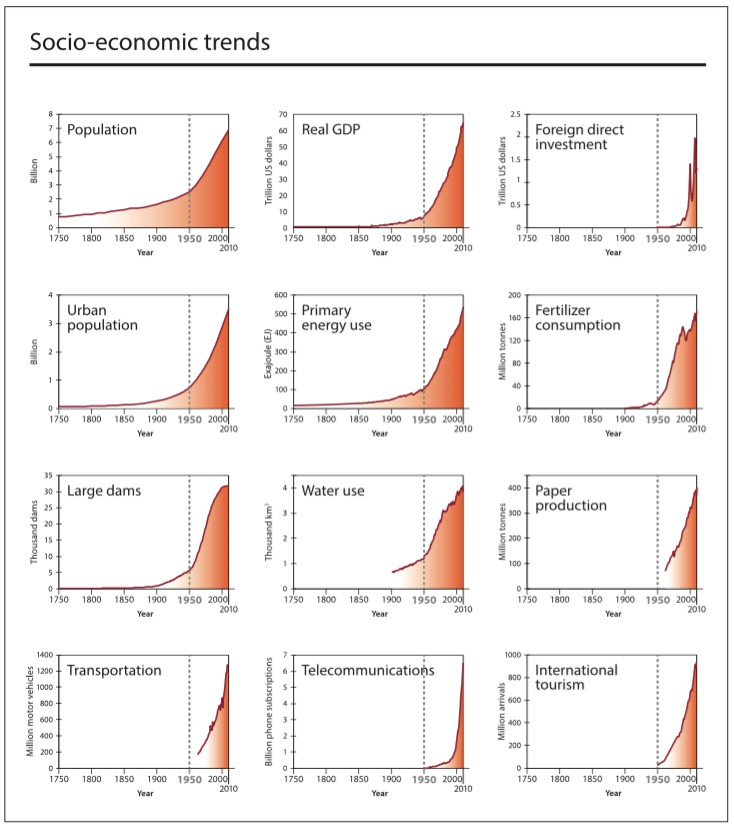 Socio-economic trends
Population
Billion
8
7
6
5
4
3
2
1
0
1750 1800 1850 1900 1950 2000
2010
Year
Real GDP
Trillion US dollars
70
60
50
40
30
20
10
0
1750 1800 1850 1900 1950 2000
2010
Year
Foreign direct
investment
Trillion US dollars
2.5
2
1.5
1
0.5
0
1750 1800 1850 1900 1950 2000
2010
Year
Urban
population
Billion
4
3
2
1
0
1750 1800 1850 1900 1950 2000
2010
Year
Primary
energy use
Exajoule (EJ)
600
500
400
300
200
100
0
1750 1800 1850 1900 1950 2000
2010
Year
Fertilizer
consumption
Million tonnes
200
160
120
80
40
0
1750 1800 1850 1900 1950 2000
2010
Year
Large dams
Thousand dams
35
30
25
20
15
10
5
0
1750 1800 1850 1900 1950 2000
2010
Year
Water use
Thousand km³
4
3
2
1
0
1750 1800 1850 1900 1950 2000
2010
Year
Paper
production
Million tonnes
400
300
200
100
0
1750 1800 1850 1900 1950 2000
2010
Year
Transportation
Million motor vehicles
1400
1200
1000
800
600
400
200
0
1750 1800 1850 1900 1950 2000
2010
Year
Telecommunications
Billion phone subscriptions
7
6
5
4
3
2
1
0
1750 1800 1850 1900 1950 2000
2010
Year
International
tourism
Million arrivals
1000
800
600
400
200
0
1750 1800 1850 1900 1950 2000
2010
Year